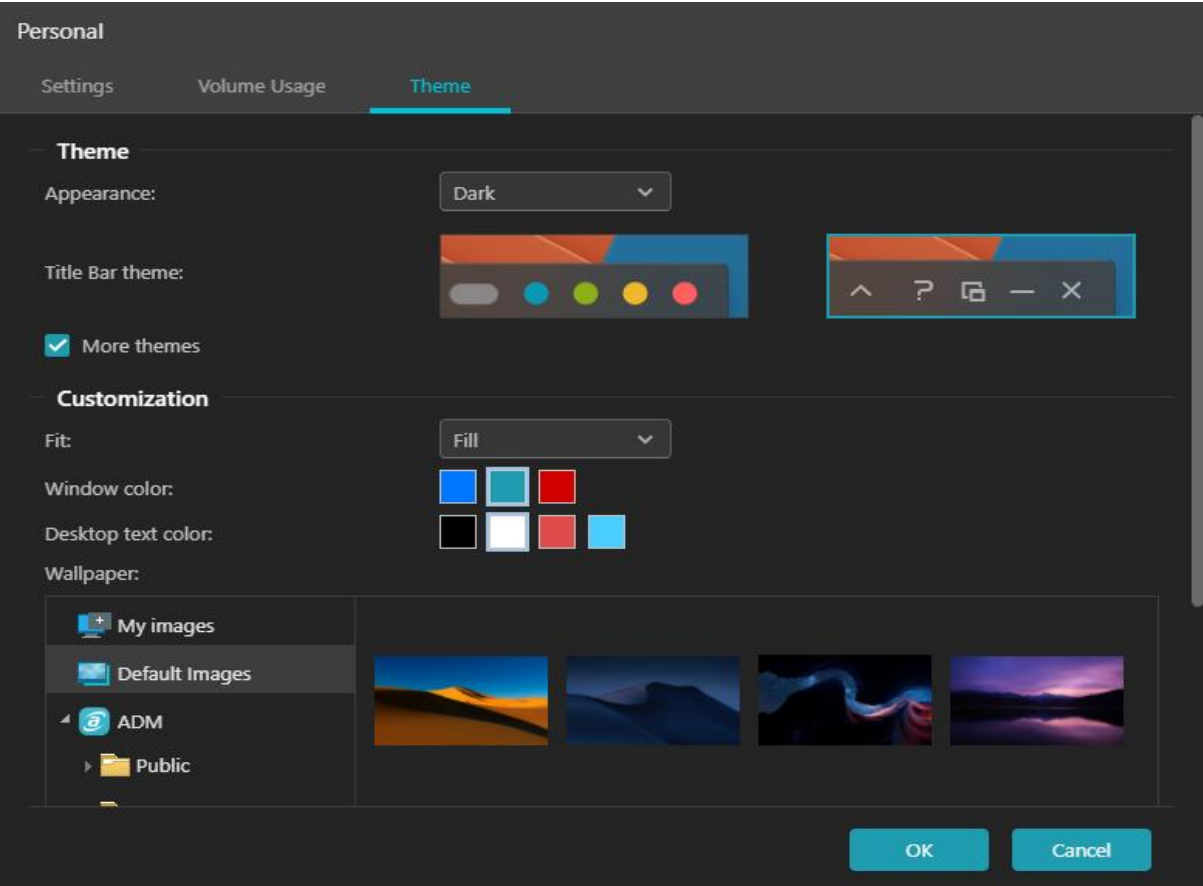 Personal
Settings Volume Usage Theme
Theme
Appearance: Dark
Title Bar theme:
More themes
Customization
Fit: Fill
Window color:
Desktop text color:
Wallpaper:
My images
Default Images
ADM
Public
OK Cancel